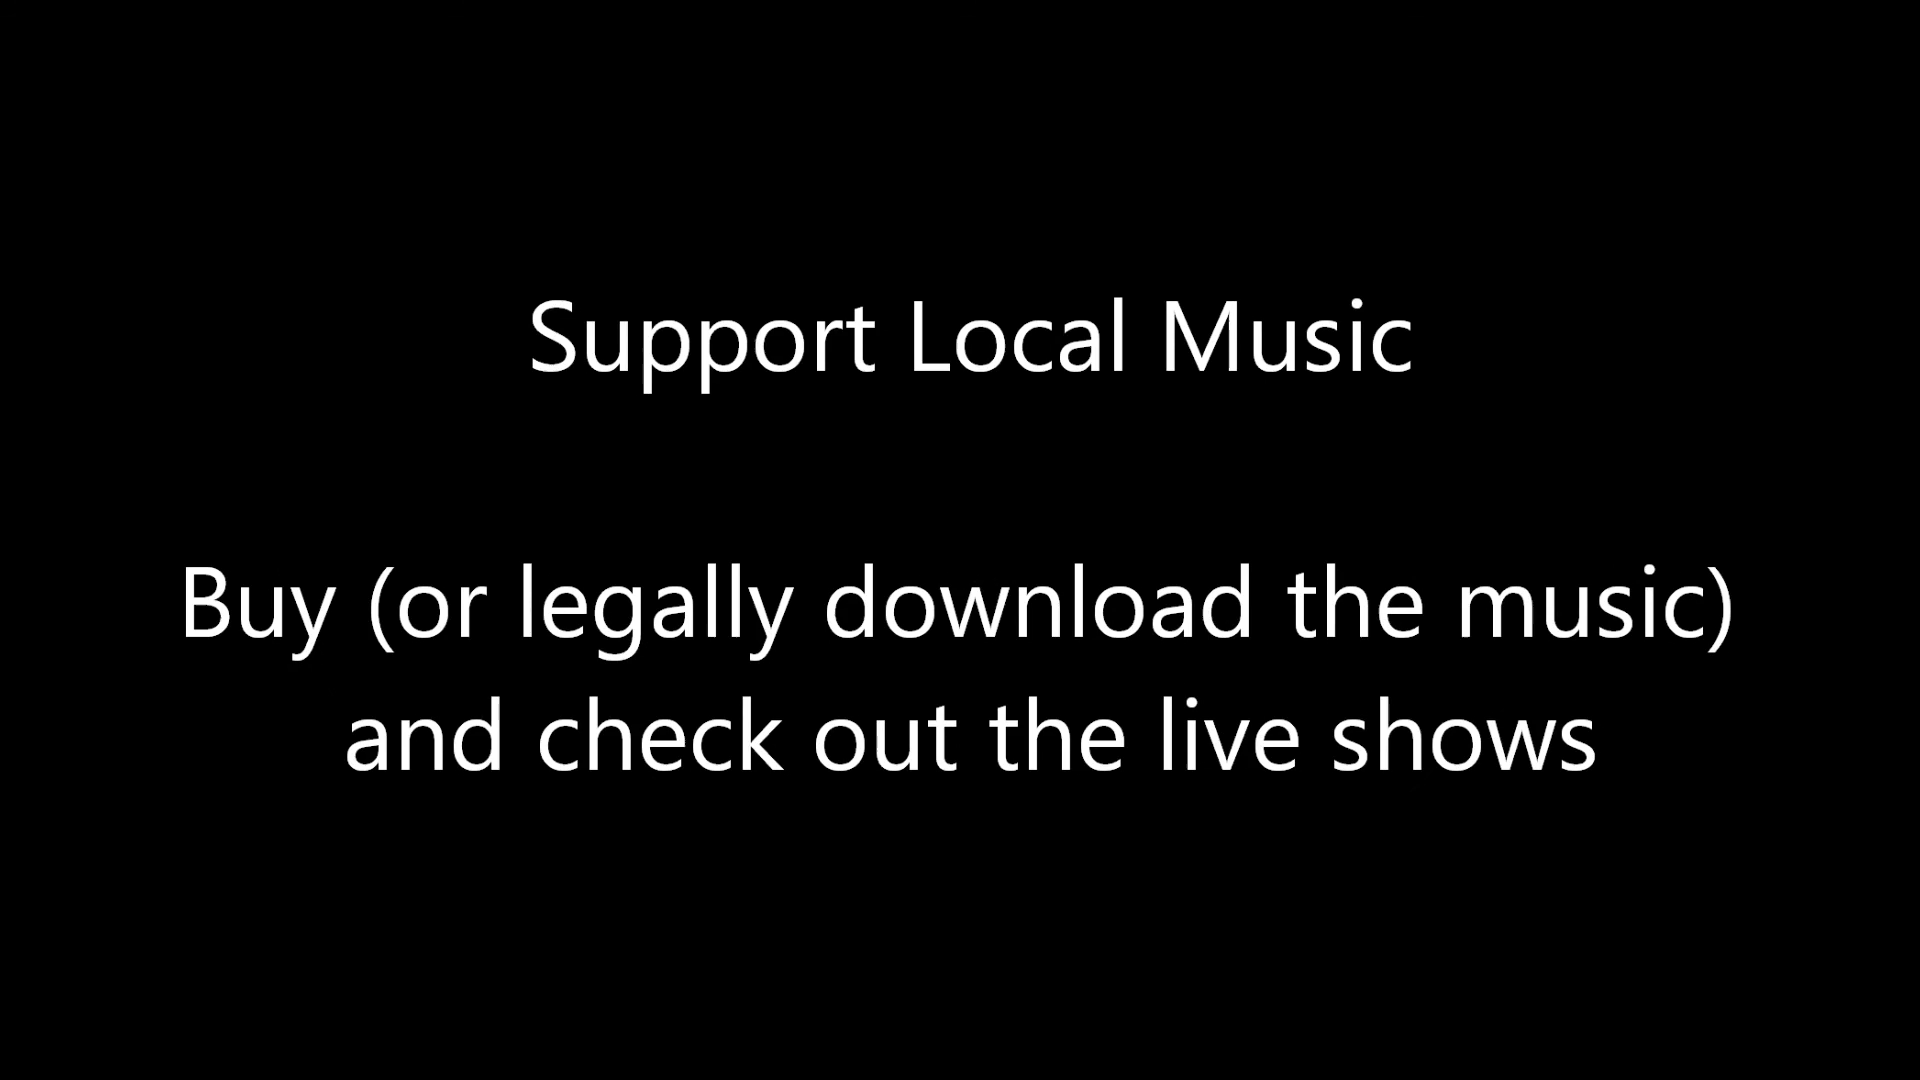 Support Local Music
Buy (or legally download the music)
and check out the live shows